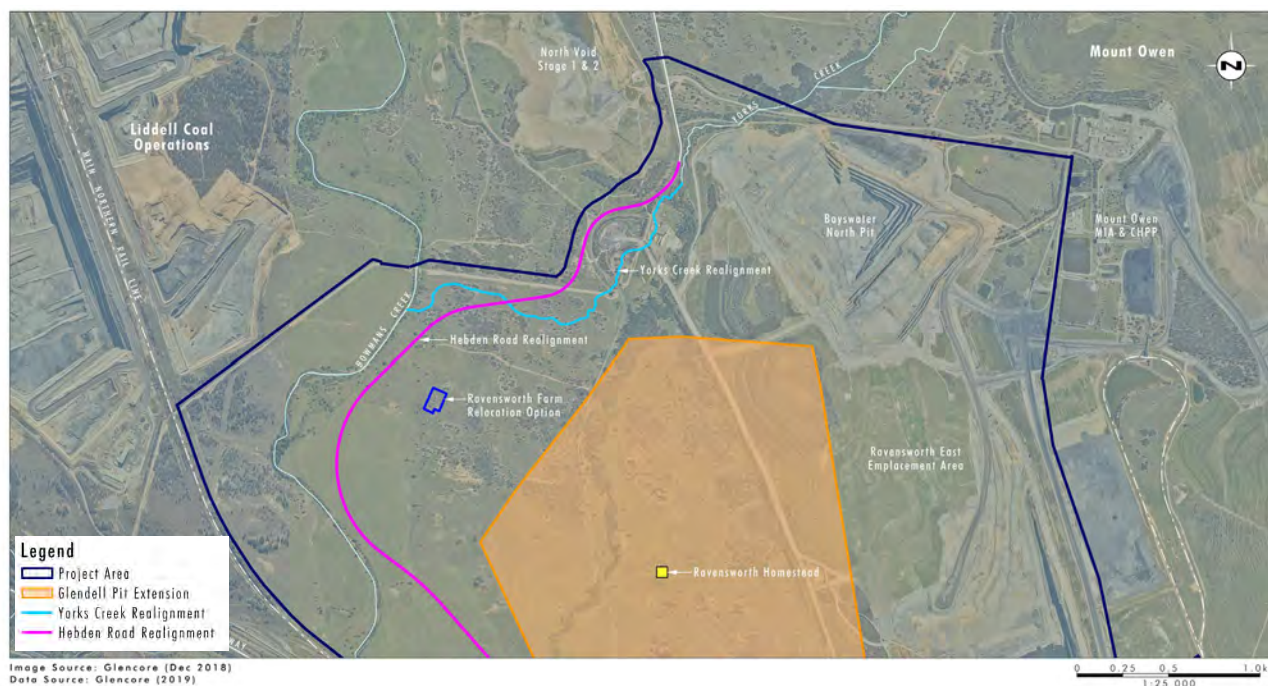 North Void
Stage 1 & 2
Mount Owen
N
YORKS CREEK
Liddell Coal
Operations
MAIN NORTHERN RAIL LINE
Bayswater
North Pit
Mount Owen
MIA & CHPP
Yorks Creek Realignment
BOWMANS CREEK
Hebden Road Realignment
Ravensworth Farm
Relocation Option
Ravensworth East
Emplacement Area
Ravensworth Homestead
Legend
Project Area
Glendell Pit Extension
Yorks Creek Realignment
Hebden Road Realignment
Image Source: Glencore (Dec 2018)
Data Source: Glencore (2019)
0 0.25 0.5 1.0k
1:25 000